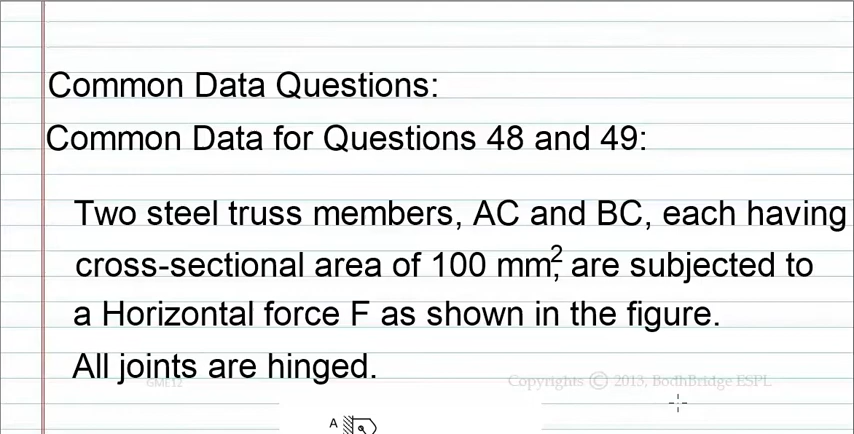 Common Data Questions:
Common Data for Questions 48 and 49:
Two steel truss members, AC and BC, each having
cross-sectional area of 100 mm², are subjected to
a Horizontal force F as shown in the figure.
All joints are hinged.
GME12
Copyrights © 2013, BodhBridge ESPL
A